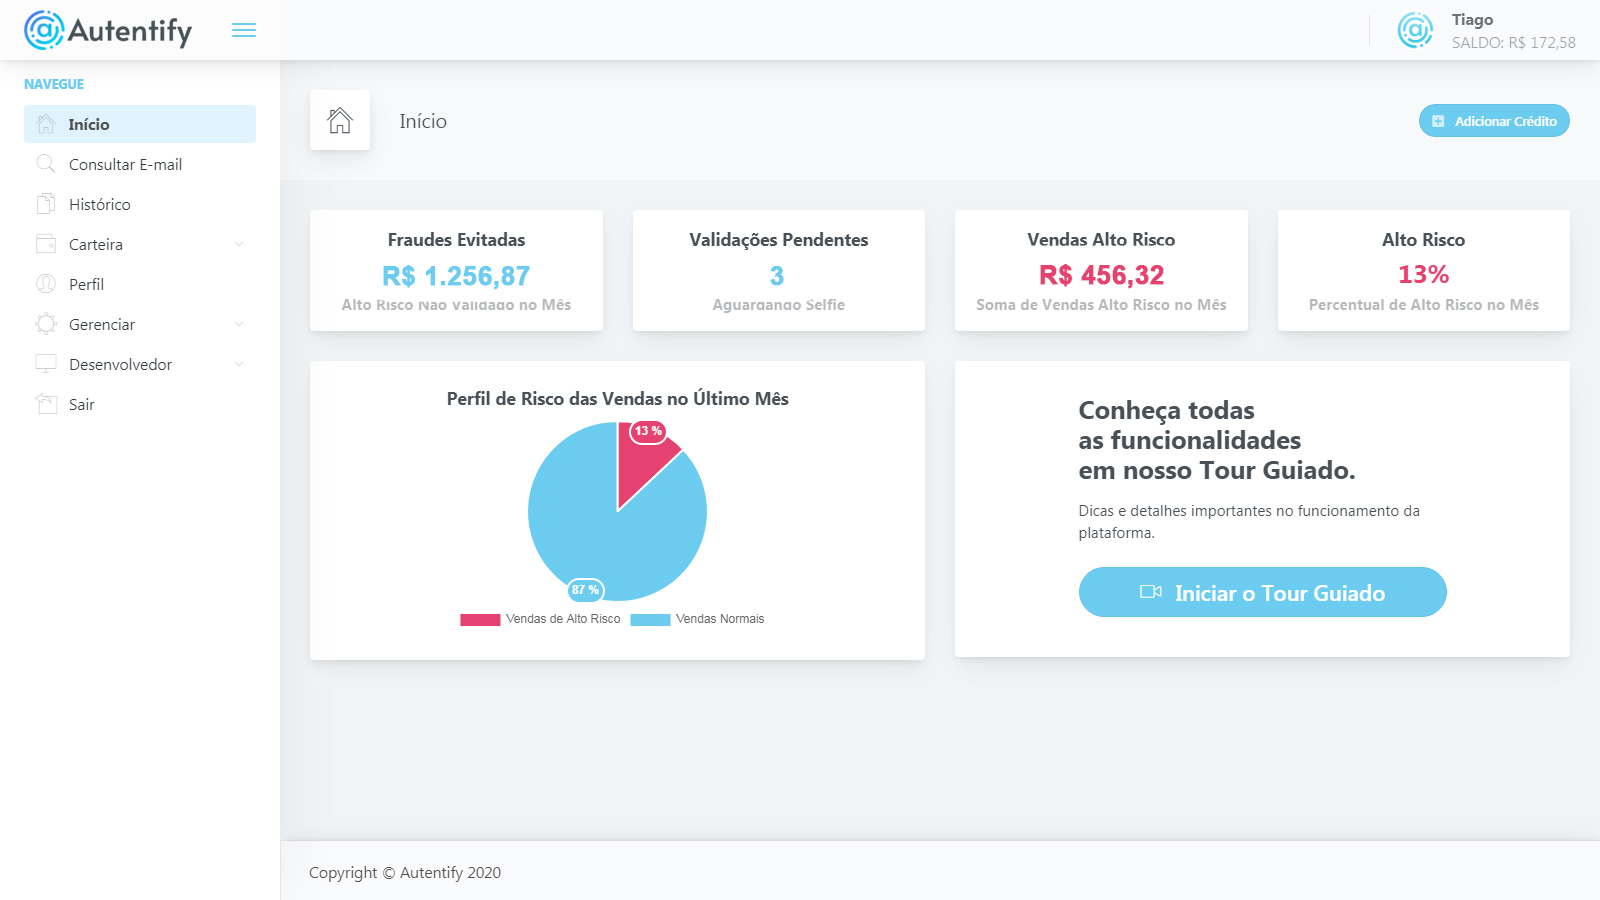 Autentify
Tiago
SALDO: R$ 172,58
NAVEGUE
Início
Consultar E-mail
Histórico
Carteira
Perfil
Gerenciar
Desenvolvedor
Sair
Início
Adicionar Crédito
Fraudes Evitadas
R$ 1.256,87
Alto Risco Não Validado no Mês
Validações Pendentes
3
Aguardando Selfie
Vendas Alto Risco
R$ 456,32
Soma de Vendas Alto Risco no Mês
Alto Risco
13%
Percentual de Alto Risco no Mês
Perfil de Risco das Vendas no Último Mês
13 %
87 %
Vendas de Alto Risco
Vendas Normais
Conheça todas
as funcionalidades
em nosso Tour Guiado.
Dicas e detalhes importantes no funcionamento da
plataforma.
Iniciar o Tour Guiado
Copyright © Autentify 2020